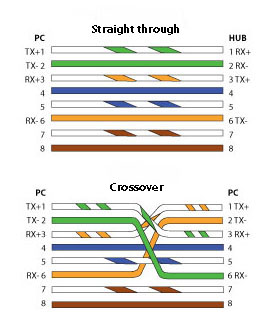 Straight through
PC HUB
TX+1 1 RX+
TX- 2 2 RX-
RX+3 3 TX+
4 4
5 5
RX- 6 6 TX-
7 7
8 8
Crossover
PC PC
TX+1 1 TX+
TX- 2 2 TX-
RX+3 3 RX+
4 4
5 5
RX- 6 6 RX-
7 7
8 8